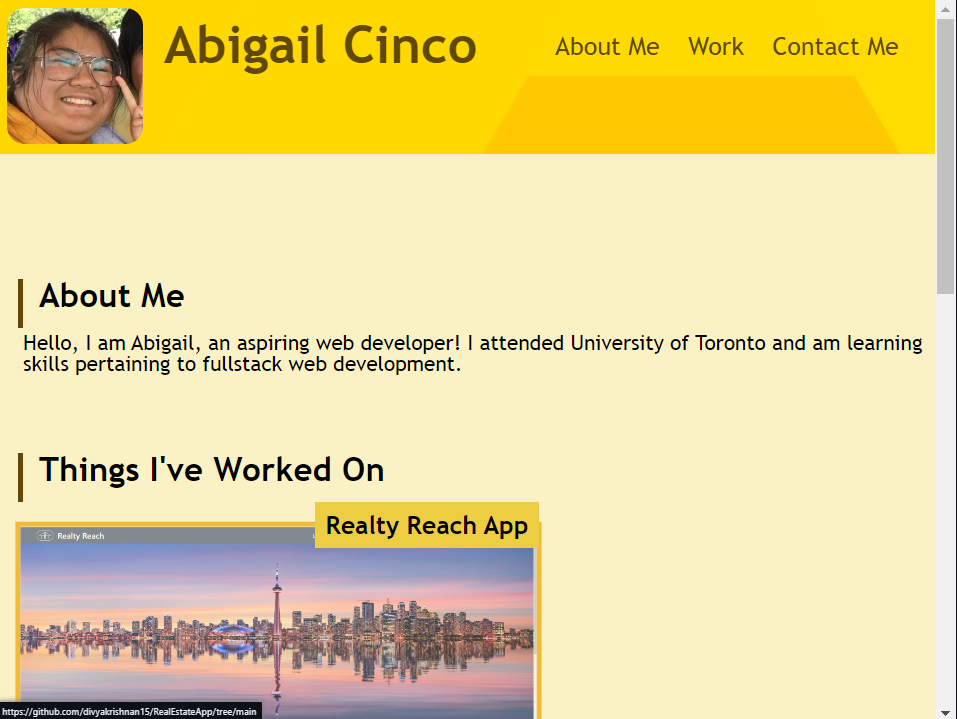 Abigail Cinco
About Me Work Contact Me
About Me
Hello, I am Abigail, an aspiring web developer! I attended University of Toronto and am learning
skills pertaining to fullstack web development.
Things I've Worked On
Realty Reach App
Realty Reach
https://github.com/divyakrishnan15/RealEstateApp/tree/main